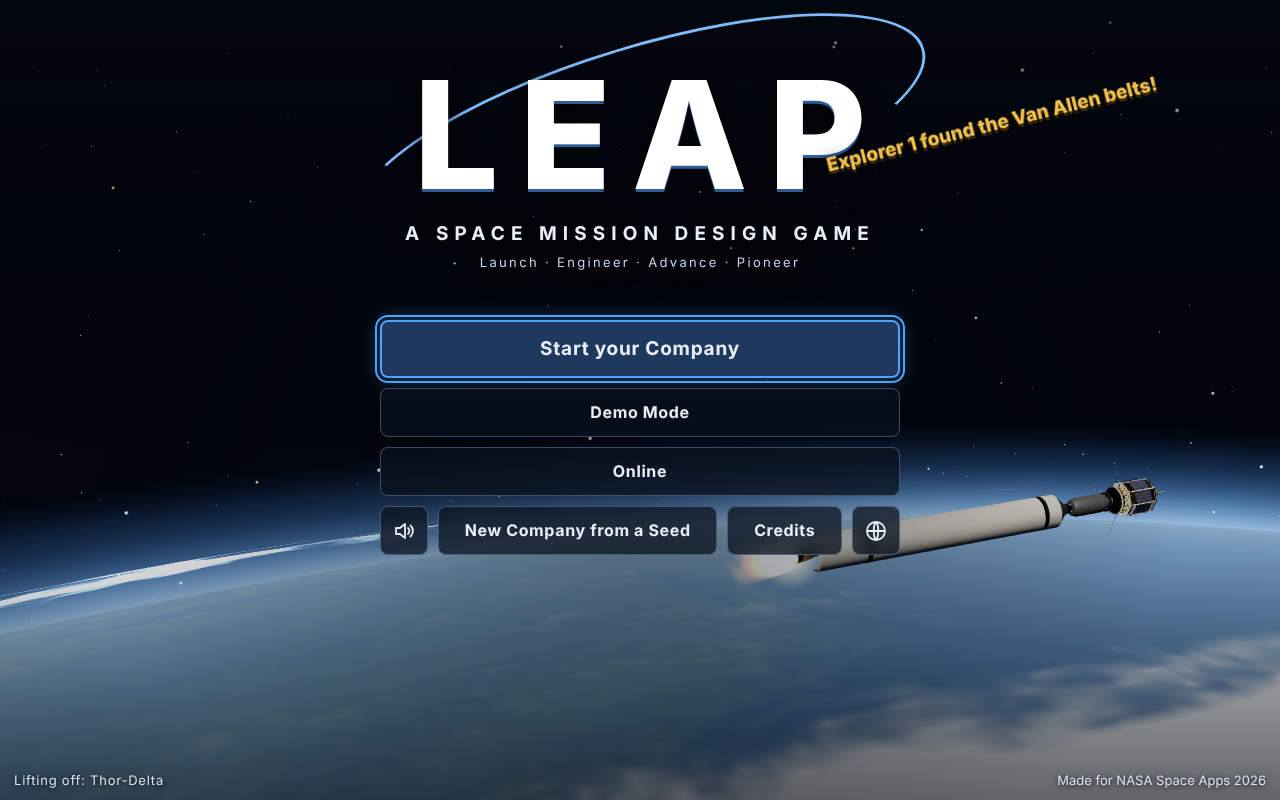 LEAP
Explorer 1 found the Van Allen belts!
A SPACE MISSION DESIGN GAME
Launch · Engineer · Advance · Pioneer
Start your Company
Demo Mode
Online
New Company from a Seed
Credits
Lifting off: Thor-Delta
Made for NASA Space Apps 2026